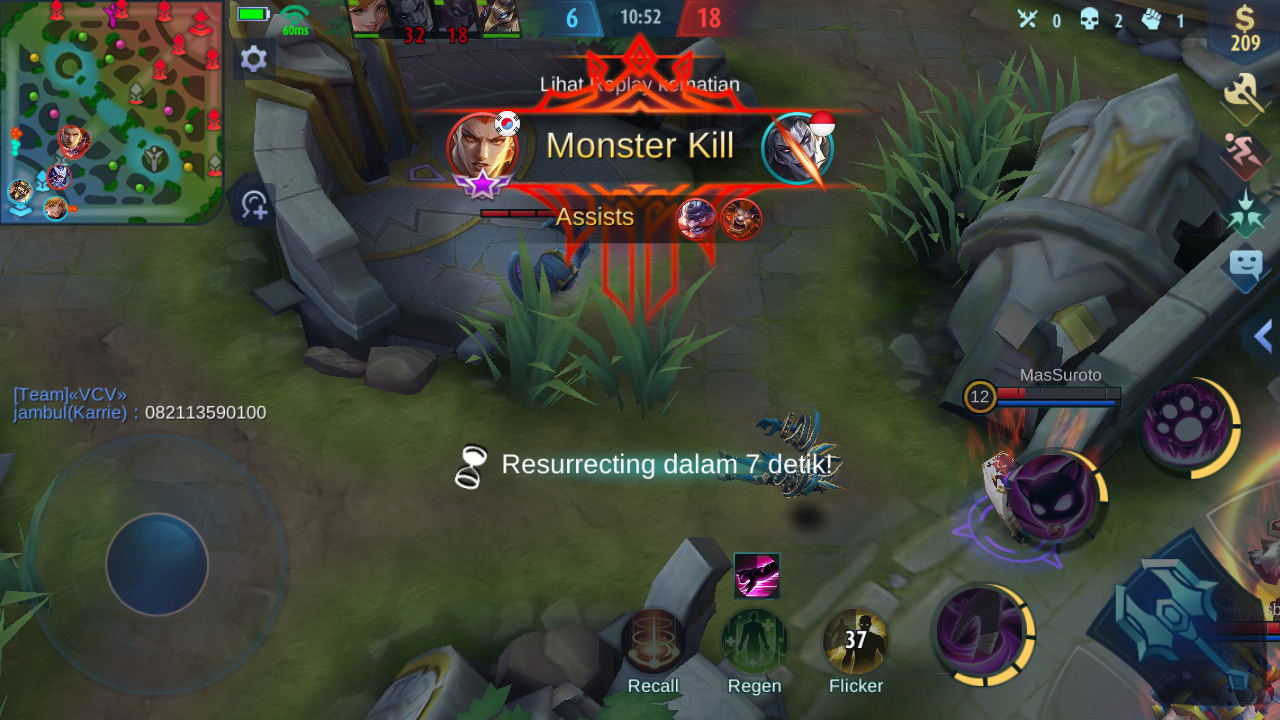 60ms
32
18
6
10:52
18
0
2
1
$
209
Lihat Replay kematian
Monster Kill
Assists
[Team]«VCV»
jambul(Karrie) : 082113590100
MasSuroto
12
Resurrecting dalam 7 detik!
37
Recall
Regen
Flicker